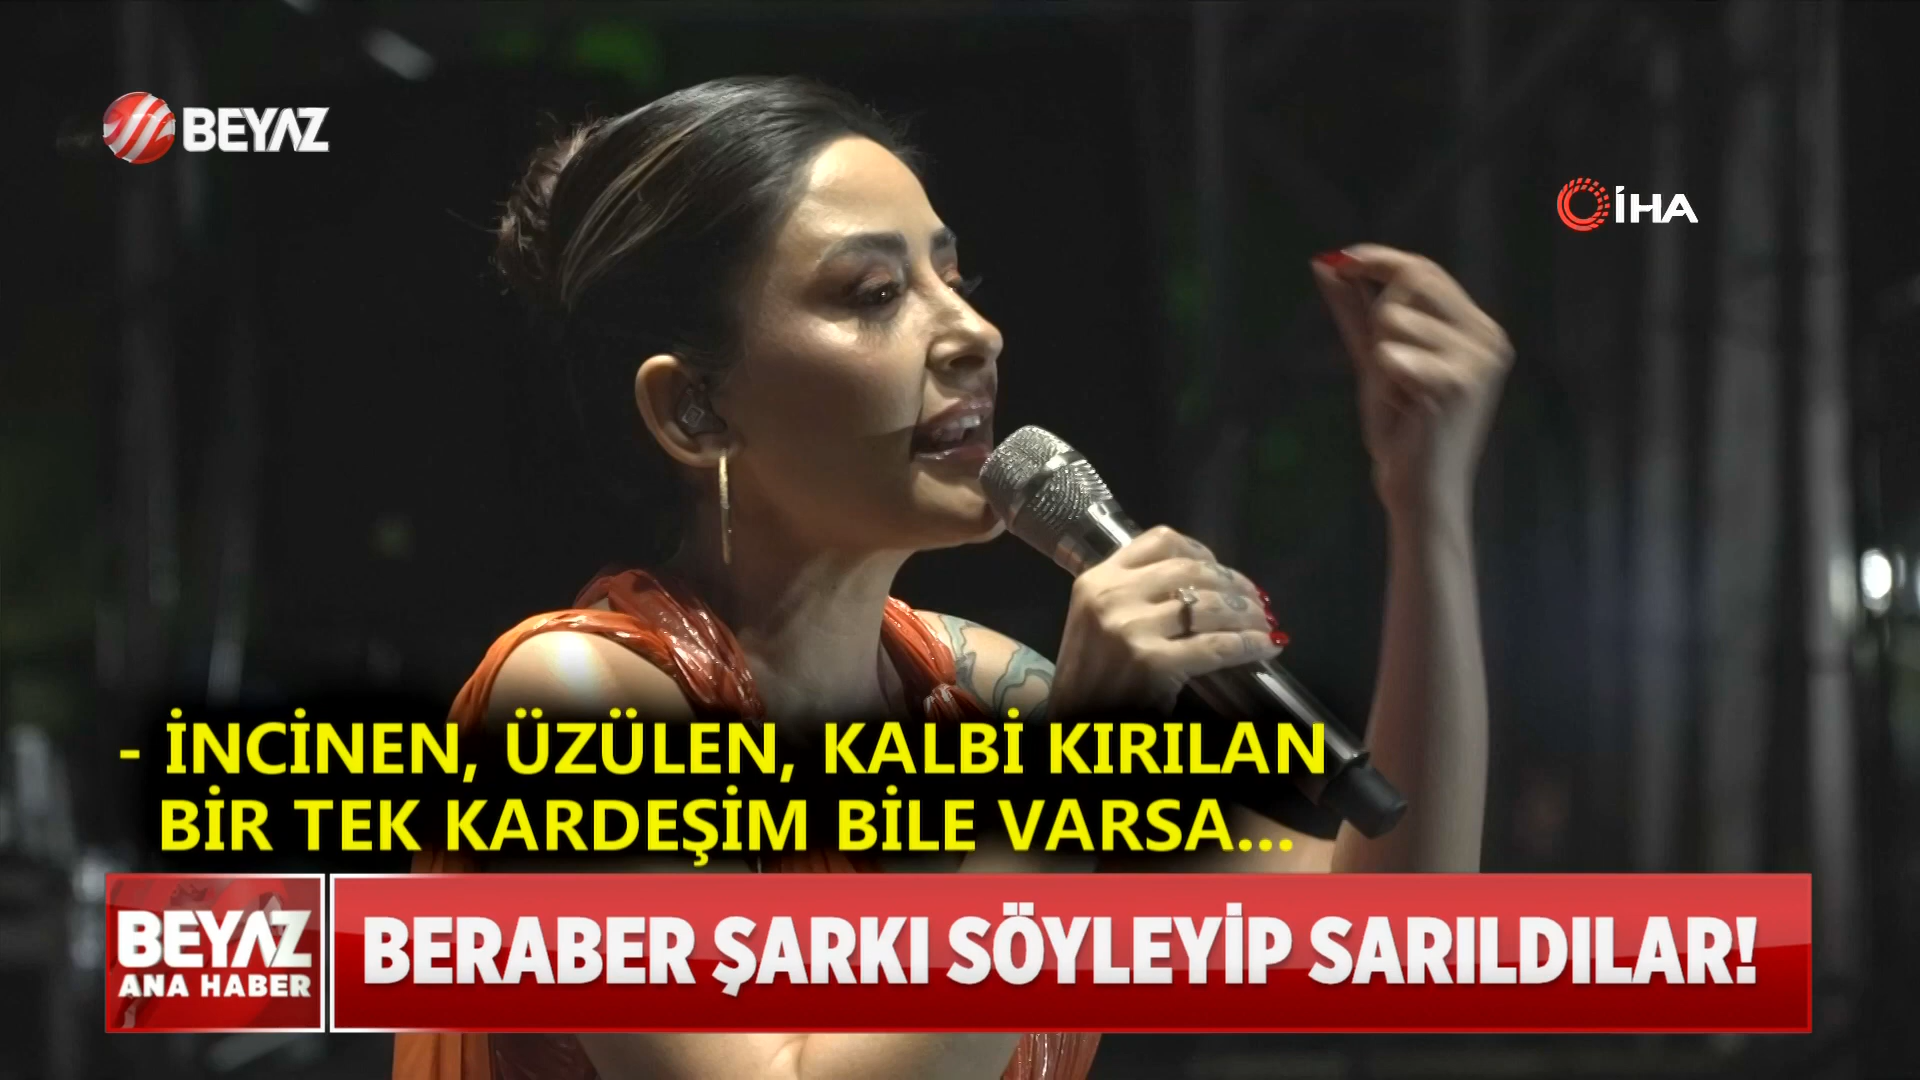 BEYAZ
İHA
- İNCİNEN, ÜZÜLEN, KALBİ KIRILAN
BİR TEK KARDEŞİM BİLE VARSA...
BEYAZ
ANA HABER
BERABER ŞARKI SÖYLEYİP SARILDILAR!